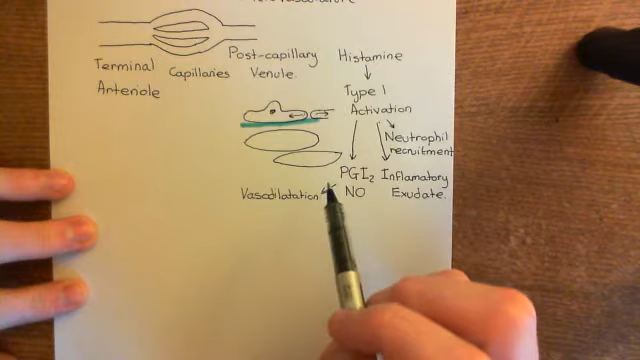 Terminal
Arteriole
Capillaries
Post-capillary
Venule.
Histamine
Type 1
Activation
Neutrophil
recruitment
PGI2
NO
Inflamatory
Exudate.
Vasodilatation